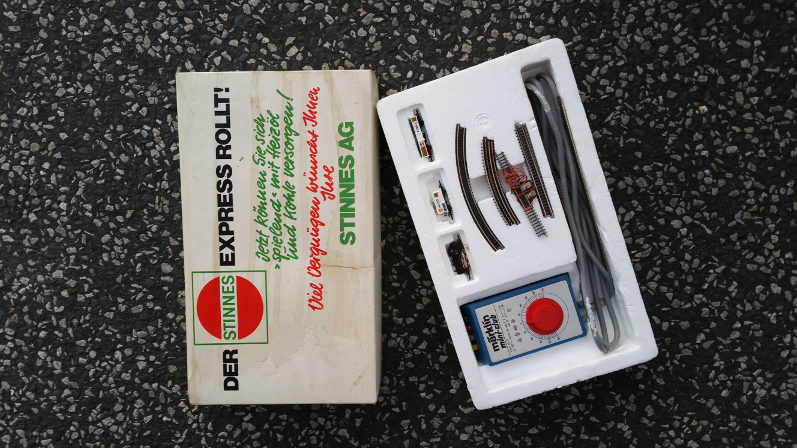 DER STINNES EXPRESS ROLLT!
Jetzt können Sie sich
»spielend« mit Heizöl
und Kohle versorgen!
Viel Vergnügen wünscht Ihnen
Ihre
STINNES AG
märklin
mini-club